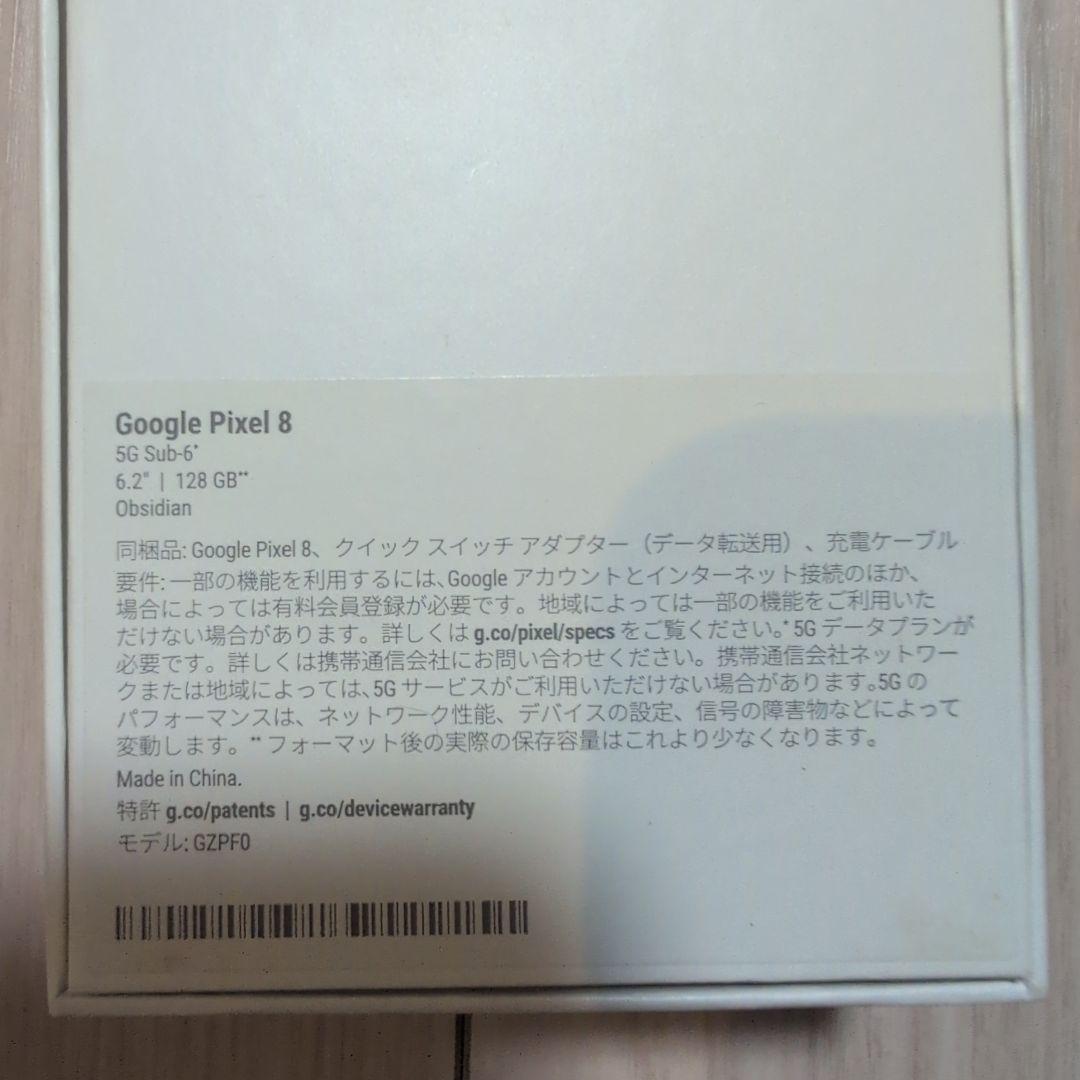 Google Pixel 8
5G Sub-6*
6.2" | 128 GB**
Obsidian
同梱品: Google Pixel 8、クイック スイッチ アダプター（データ転送用）、充電ケーブル
要件: 一部の機能を利用するには、Google アカウントとインターネット接続のほか、
場合によっては有料会員登録が必要です。地域によっては一部の機能をご利用いた
だけない場合があります。詳しくは g.co/pixel/specs をご覧ください。* 5G データプランが
必要です。詳しくは携帯通信会社にお問い合わせください。携帯通信会社ネットワー
クまたは地域によっては、5G サービスがご利用いただけない場合があります。5G の
パフォーマンスは、ネットワーク性能、デバイスの設定、信号の障害物などによって
変動します。** フォーマット後の実際の保存容量はこれより少なくなります。
Made in China.
特許 g.co/patents | g.co/devicewarranty
モデル: GZPF0